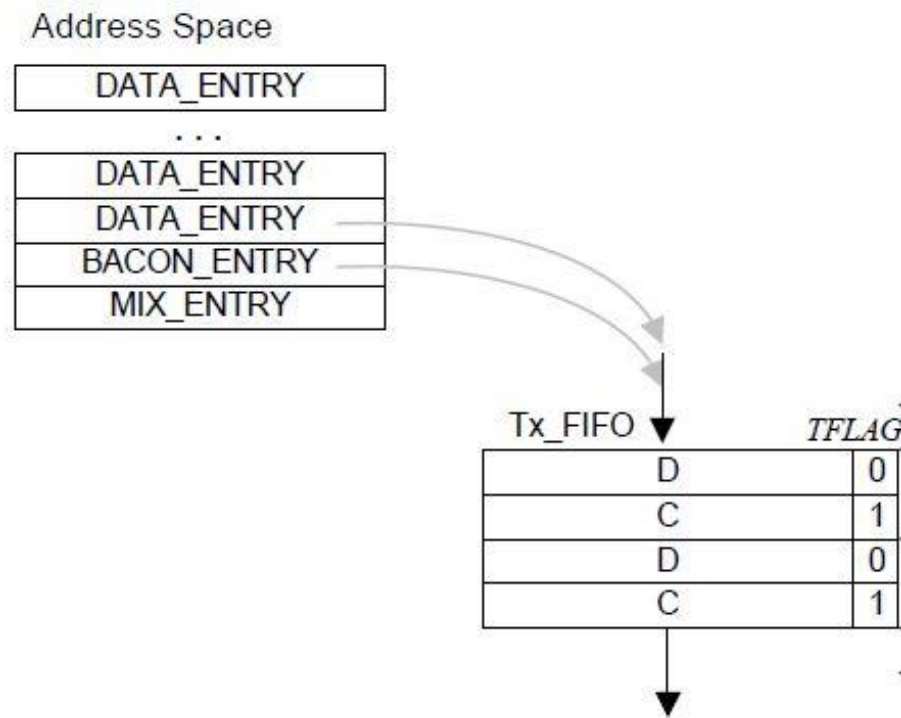 Address Space
DATA_ENTRY
. . .
DATA_ENTRY
DATA_ENTRY
BACON_ENTRY
MIX_ENTRY
Tx_FIFO TFLAG
D 0
C 1
D 0
C 1